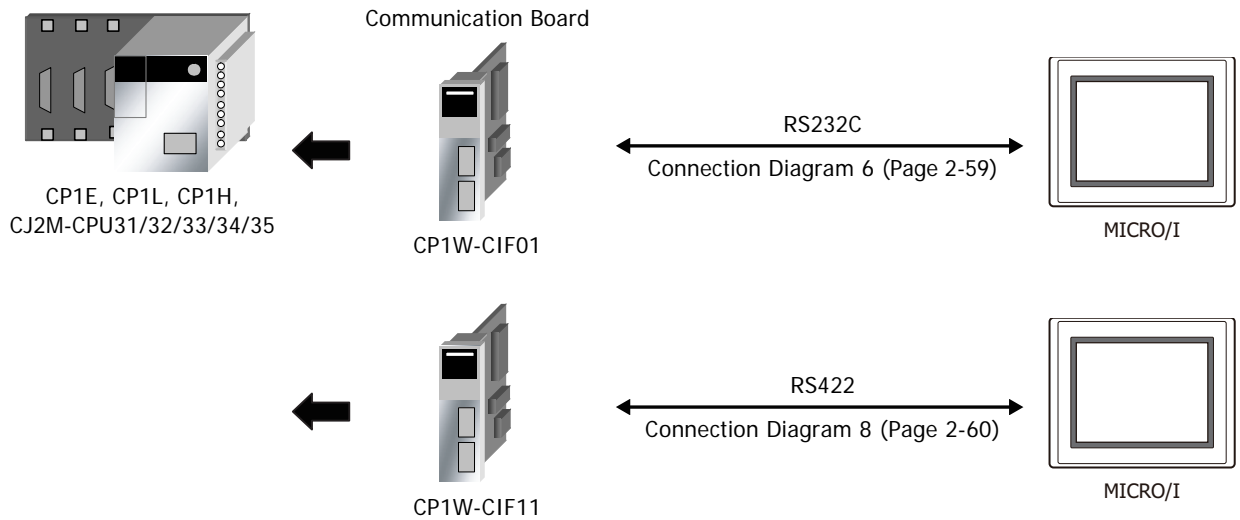 Communication Board
RS232C
Connection Diagram 6 (Page 2-59)
CP1E, CP1L, CP1H,
CJ2M-CPU31/32/33/34/35
CP1W-CIF01
MICRO/I
RS422
Connection Diagram 8 (Page 2-60)
CP1W-CIF11
MICRO/I